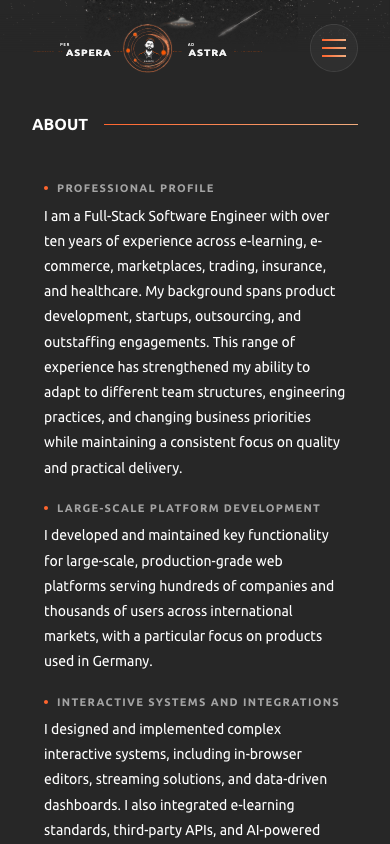 PER
ASPERA
AD
ASTRA
ABOUT
PROFESSIONAL PROFILE
I am a Full-Stack Software Engineer with over
ten years of experience across e-learning, e-
commerce, marketplaces, trading, insurance,
and healthcare. My background spans product
development, startups, outsourcing, and
outstaffing engagements. This range of
experience has strengthened my ability to
adapt to different team structures, engineering
practices, and changing business priorities
while maintaining a consistent focus on quality
and practical delivery.
LARGE-SCALE PLATFORM DEVELOPMENT
I developed and maintained key functionality
for large-scale, production-grade web
platforms serving hundreds of companies and
thousands of users across international
markets, with a particular focus on products
used in Germany.
INTERACTIVE SYSTEMS AND INTEGRATIONS
I designed and implemented complex
interactive systems, including in-browser
editors, streaming solutions, and data-driven
dashboards. I also integrated e-learning
standards, third-party APIs, and AI-powered